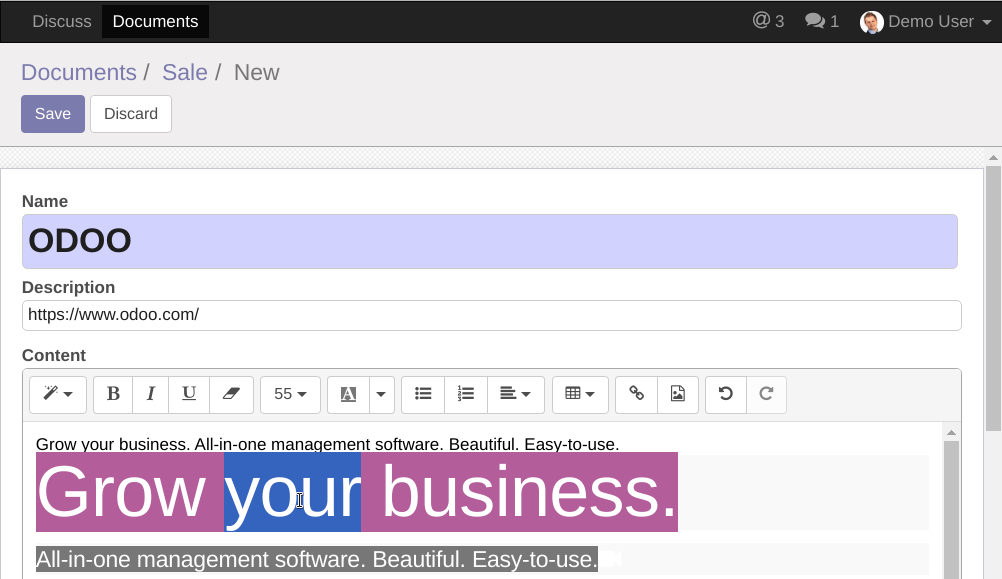 Discuss Documents @ 3 1 Demo User
Documents / Sale / New
Save Discard
Name
ODOO
Description
https://www.odoo.com/
Content
B I U 55 A
Grow your business. All-in-one management software. Beautiful. Easy-to-use.
Grow your business.
All-in-one management software. Beautiful. Easy-to-use.